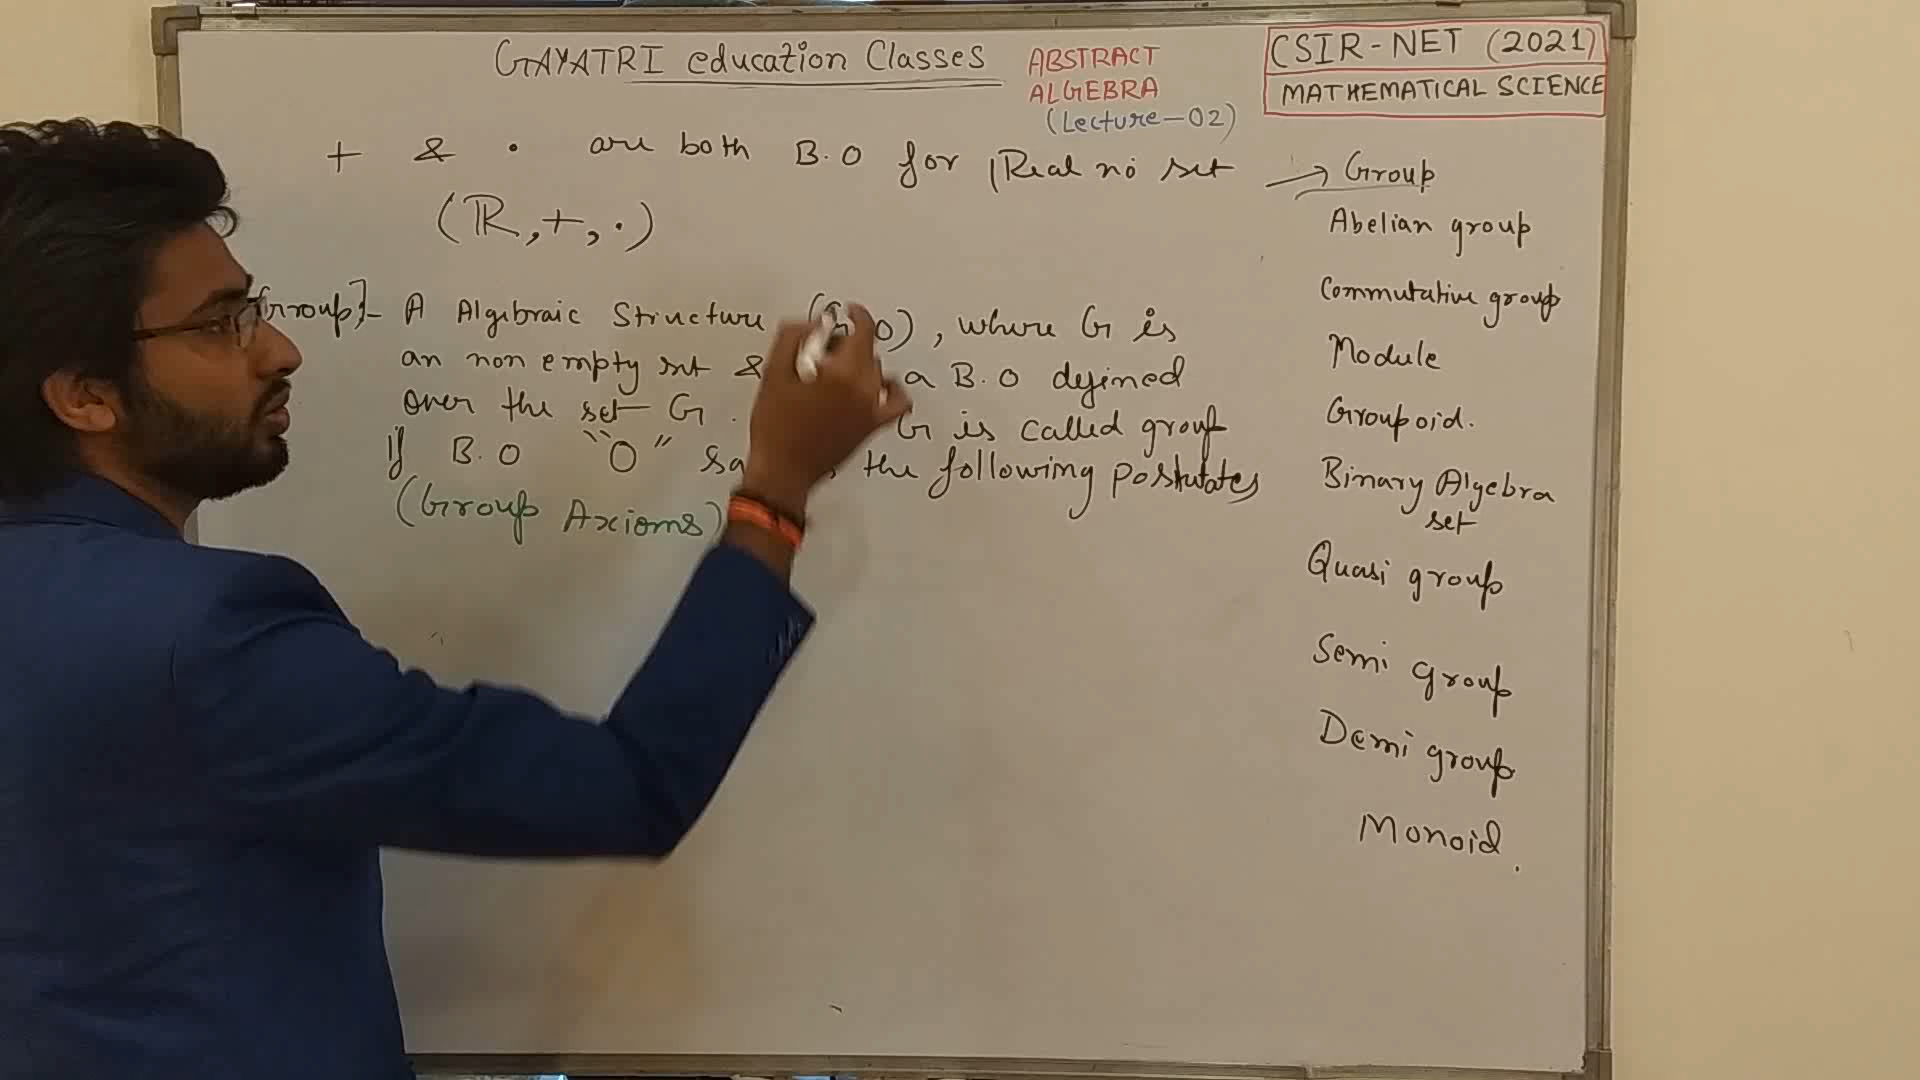 GAYATRI education Classes
ABSTRACT
ALGEBRA
(Lecture-02)
CSIR-NET (2021)
MATHEMATICAL SCIENCE
+ & · are both B.O for |Real no set
(ℝ,+,·)
Group]- A Algebraic Structure (G O), where G is
an non empty set & a B.O defined
over the set G. G is called group
if B.O "O" the following postulates
(Group Axioms)
→ Group
Abelian group
Commutative group
Module
Groupoid.
Binary Algebra
set
Quasi group
Semi group
Demi group
Monoid.